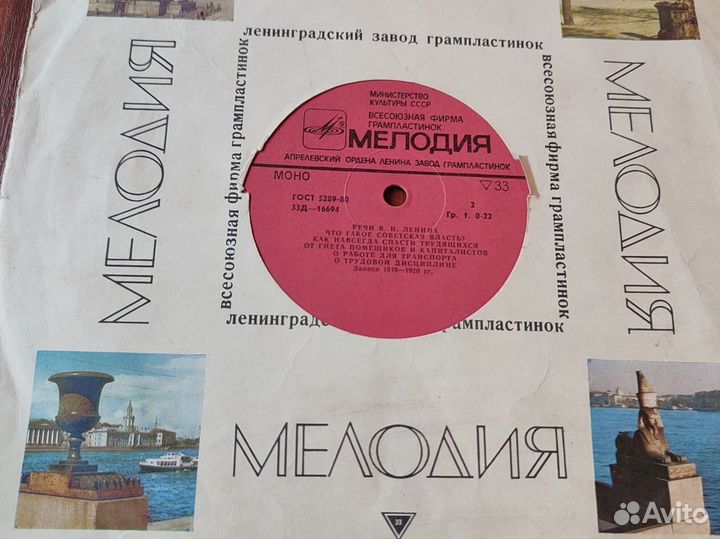 ленинградский завод грампластинок
МЕЛОДИЯ
всесоюзная фирма грампластинок
всесоюзная фирма грампластинок
МЕЛОДИЯ
МИНИСТЕРСТВО
КУЛЬТУРЫ СССР
ВСЕСОЮЗНАЯ ФИРМА
ГРАМПЛАСТИНОК
МЕЛОДИЯ
АПРЕЛЕВСКИЙ ОРДЕНА ЛЕНИНА ЗАВОД ГРАМПЛАСТИНОК
МОНО
33
ГОСТ 5289-80
33Д—16694
2
Гр. 1. 0-22
РЕЧИ В. И. ЛЕНИНА
ЧТО ТАКОЕ СОВЕТСКАЯ ВЛАСТЬ?
КАК НАВСЕГДА СПАСТИ ТРУДЯЩИХСЯ
ОТ ГНЕТА ПОМЕЩИКОВ И КАПИТАЛИСТОВ
О РАБОТЕ ДЛЯ ТРАНСПОРТА
О ТРУДОВОЙ ДИСЦИПЛИНЕ
Записи 1919—1920 гг.
ленинградс грампластинок
МЕЛОДИЯ
33
Avito